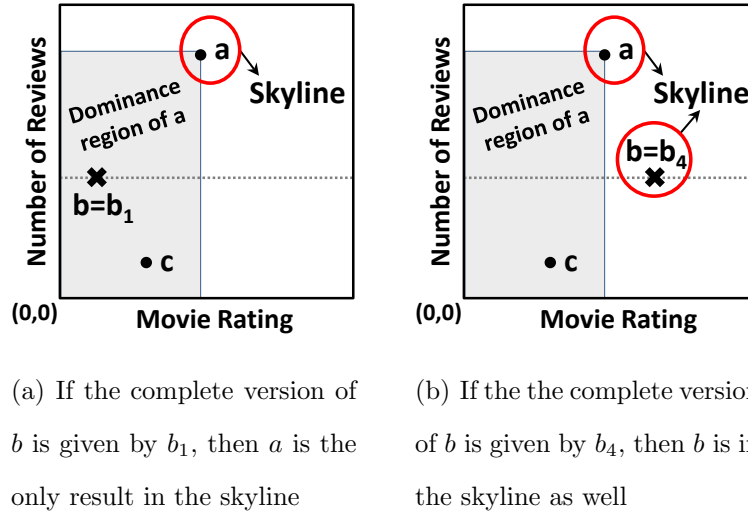 Number of Reviews
a
Skyline
Dominance
region of a
b=b1
c
(0,0)
Movie Rating
Number of Reviews
a
Skyline
Dominance
region of a
b=b4
c
(0,0)
Movie Rating
(a) If the complete version of
b is given by b1, then a is the
only result in the skyline
(b) If the the complete version
of b is given by b4, then b is in
the skyline as well